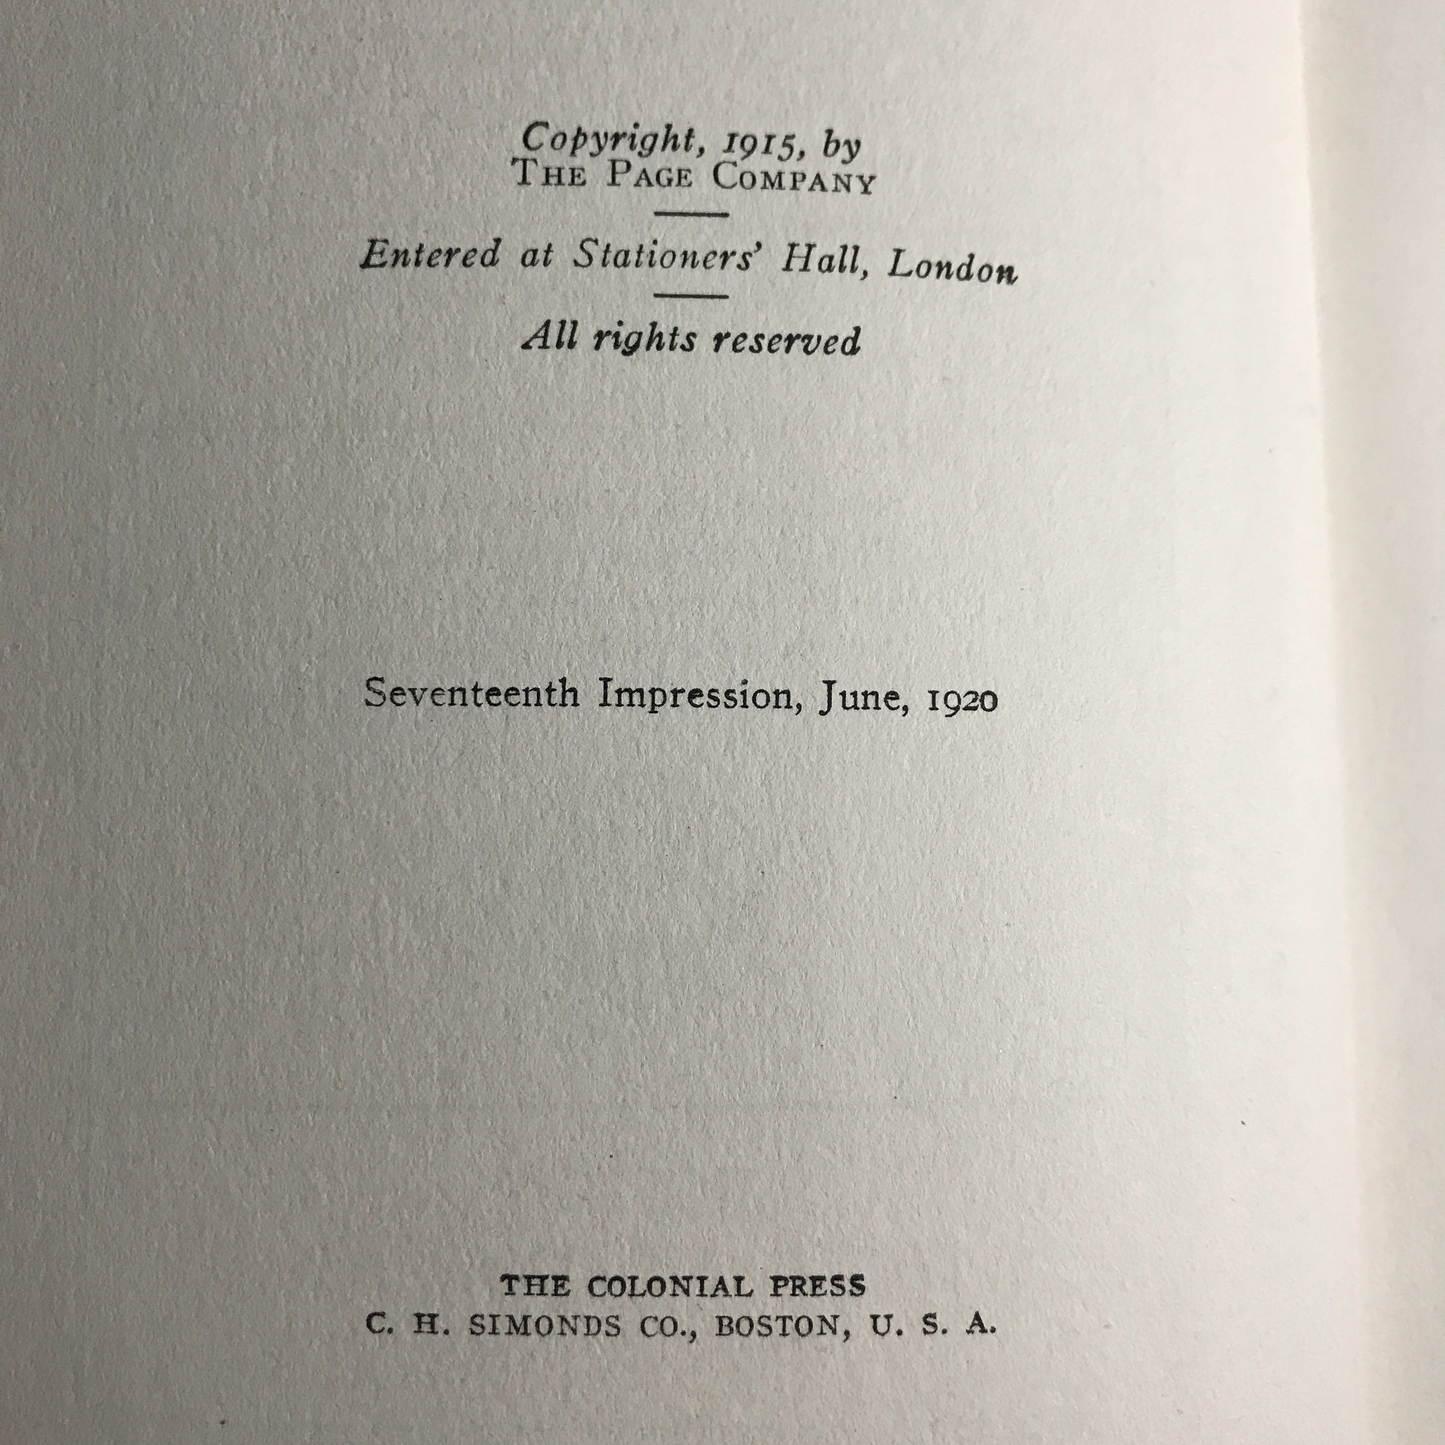 Copyright, 1915, by
THE PAGE COMPANY
Entered at Stationers' Hall, London
All rights reserved
Seventeenth Impression, June, 1920
THE COLONIAL PRESS
C. H. SIMONDS CO., BOSTON, U. S. A.